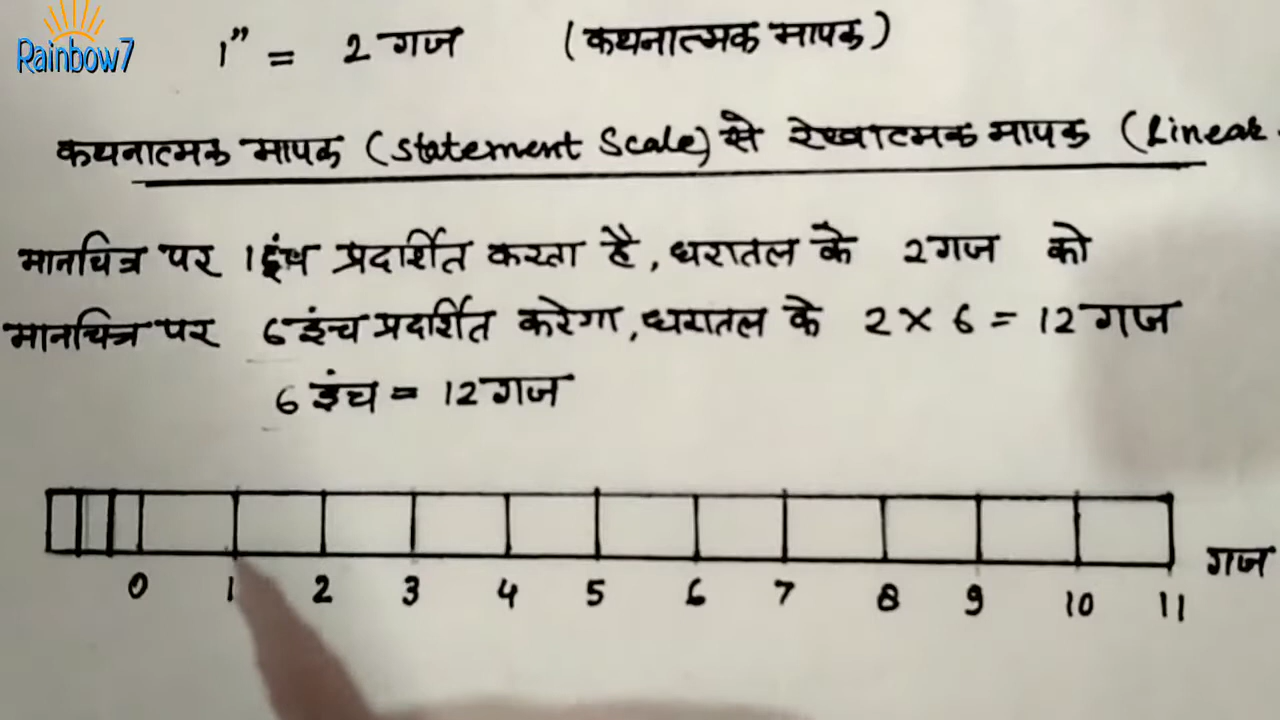 Rainbow7
1" = 2 गज (कथनात्मक मापक)
कथनात्मक मापक (Statement Scale) से रेखात्मक मापक (Linear
मानचित्र पर 1 इंच प्रदर्शित करता है, धरातल के 2 गज को
मानचित्र पर 6 इंच प्रदर्शित करेगा, धरातल के 2 × 6 = 12 गज
6 इंच = 12 गज
0 1 2 3 4 5 6 7 8 9 10 11 गज